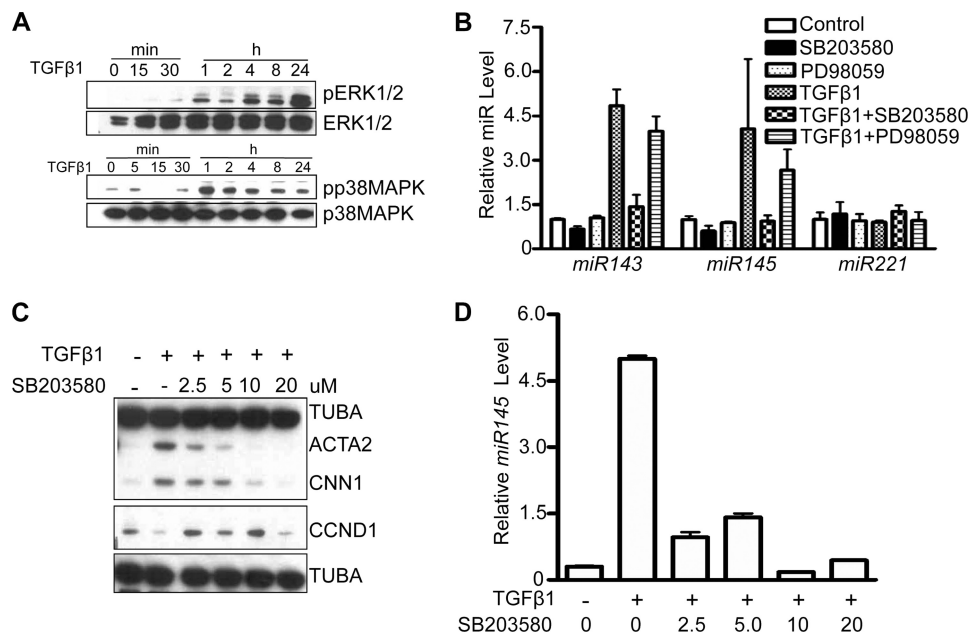 A
min h
TGFβ1 0 15 30 1 2 4 8 24
pERK1/2
ERK1/2
min h
TGFβ1 0 5 15 30 1 2 4 8 24
pp38MAPK
p38MAPK
B
Relative miR Level
7.5
6.0
4.5
3.0
1.5
0
Control
SB203580
PD98059
TGFβ1
TGFβ1+SB203580
TGFβ1+PD98059
miR143 miR145 miR221
C
TGFβ1 - + + + + +
SB203580 - - 2.5 5 10 20 uM
TUBA
ACTA2
CNN1
CCND1
TUBA
D
Relative miR145 Level
6.0
4.5
3.0
1.5
0
TGFβ1 - + + + + +
SB203580 0 0 2.5 5.0 10 20